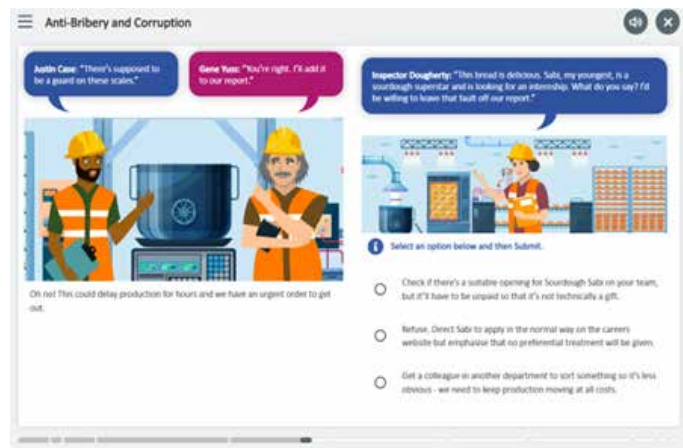 Anti-Bribery and Corruption
Justin Case: "There's supposed to
be a guard on these scales."
Gene Yuss: "You're right. I'll add it
to our report."
Oh no! This could delay production for hours and we have an urgent order to get
out.
Inspector Dougherty: "This bread is delicious. Sabi, my youngest, is a
sourdough superstar and is looking for an internship. What do you say? I'd
be willing to leave that fault off our report."
Select an option below and then Submit.
Check if there's a suitable opening for Sourdough Sabi on your team,
but it'll have to be unpaid so that it's not technically a gift.
Refuse. Direct Sabi to apply in the normal way on the careers
website but emphasise that no preferential treatment will be given.
Get a colleague in another department to sort something so it's less
obvious - we need to keep production moving at all costs.